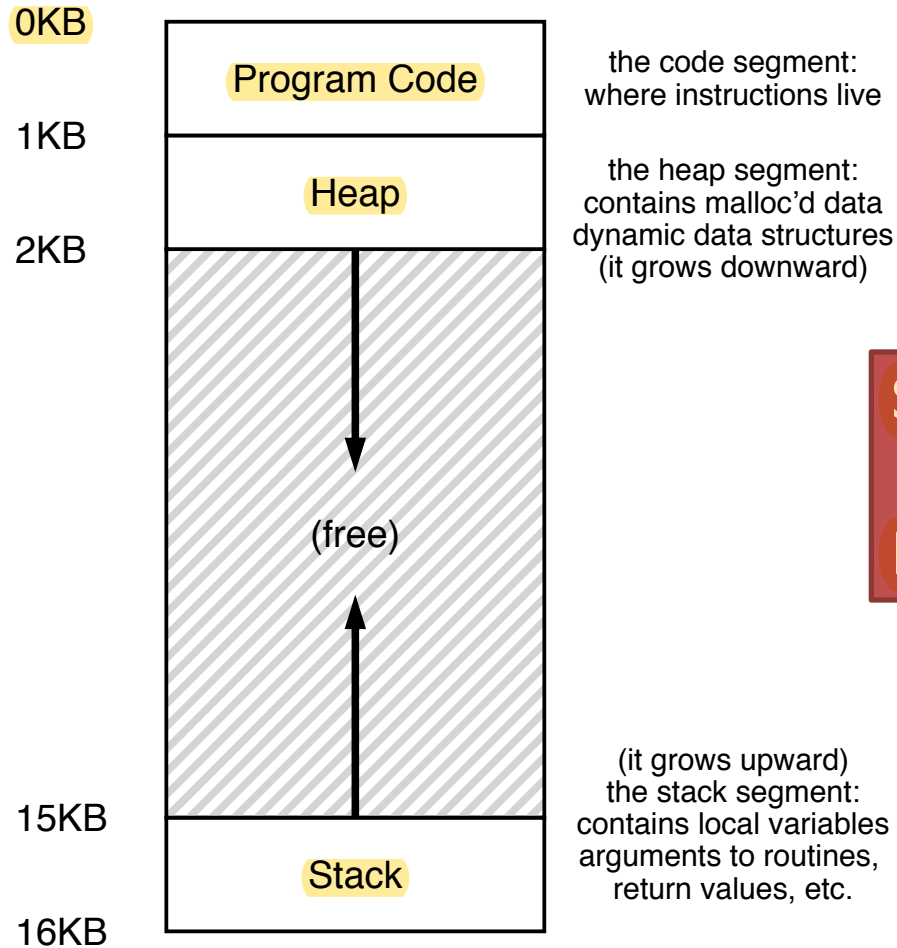 0KB
Program Code
the code segment:
where instructions live
1KB
Heap
the heap segment:
contains malloc'd data
dynamic data structures
(it grows downward)
2KB
(free)
(it grows upward)
the stack segment:
contains local variables
arguments to routines,
return values, etc.
15KB
Stack
16KB